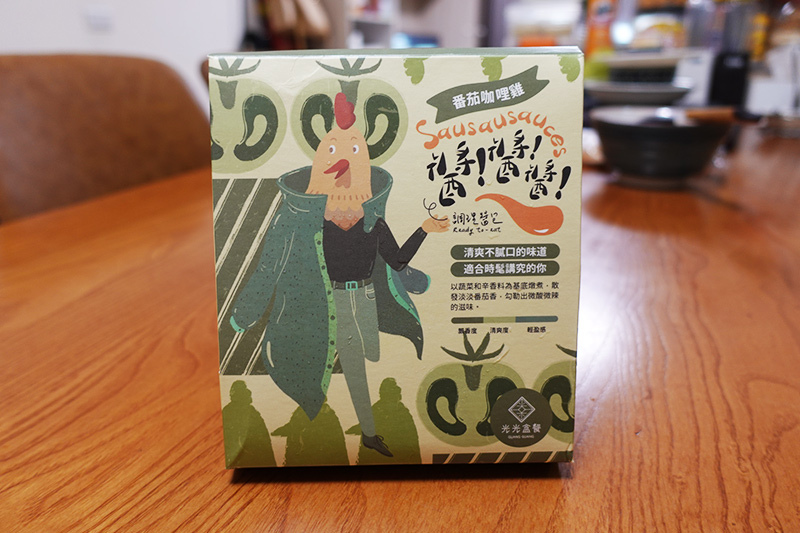 番茄咖哩雞
Sausausauces
醬!醬!醬!
調理醬包
Ready to-eat
清爽不膩口的味道
適合時髦講究的你
以蔬菜和辛香料為基底燉煮，散
發淡淡番茄香，勾勒出微酸微辣
的滋味。
清爽度 輕盈感
光光盒餐
GUANG GUANG